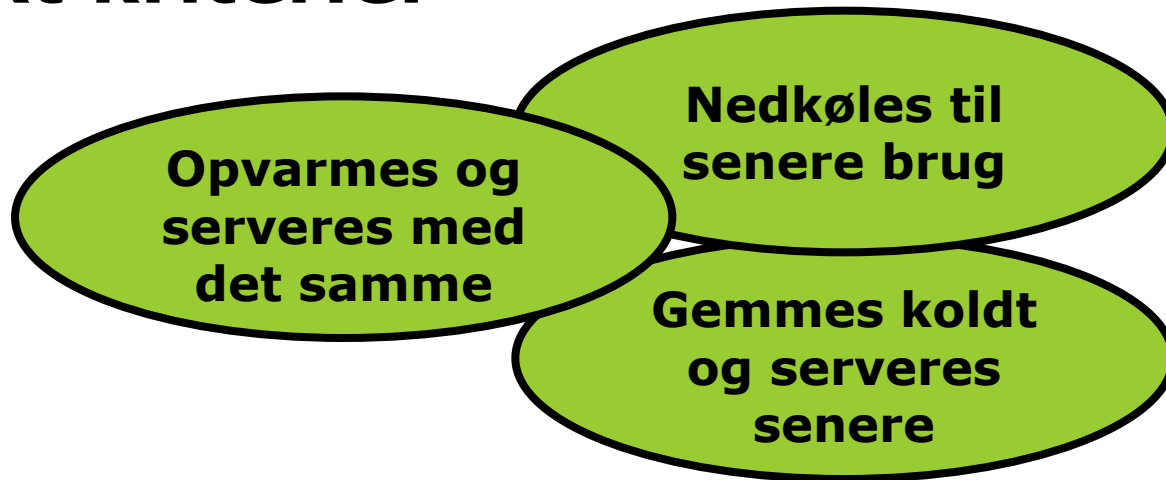 Opvarmes og
serveres med
det samme
Nedkøles til
senere brug
Gemmes koldt
og serveres
senere